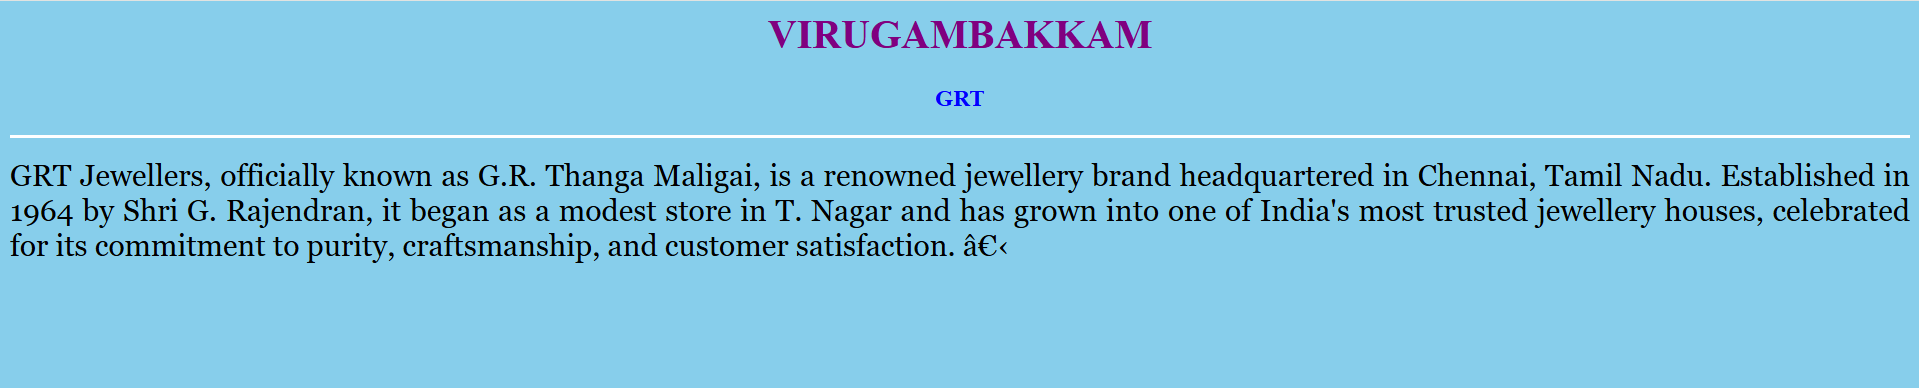 VIRUGAMBAKKAM
GRT
GRT Jewellers, officially known as G.R. Thanga Maligai, is a renowned jewellery brand headquartered in Chennai, Tamil Nadu. Established in
1964 by Shri G. Rajendran, it began as a modest store in T. Nagar and has grown into one of India's most trusted jewellery houses, celebrated
for its commitment to purity, craftsmanship, and customer satisfaction. â€‹